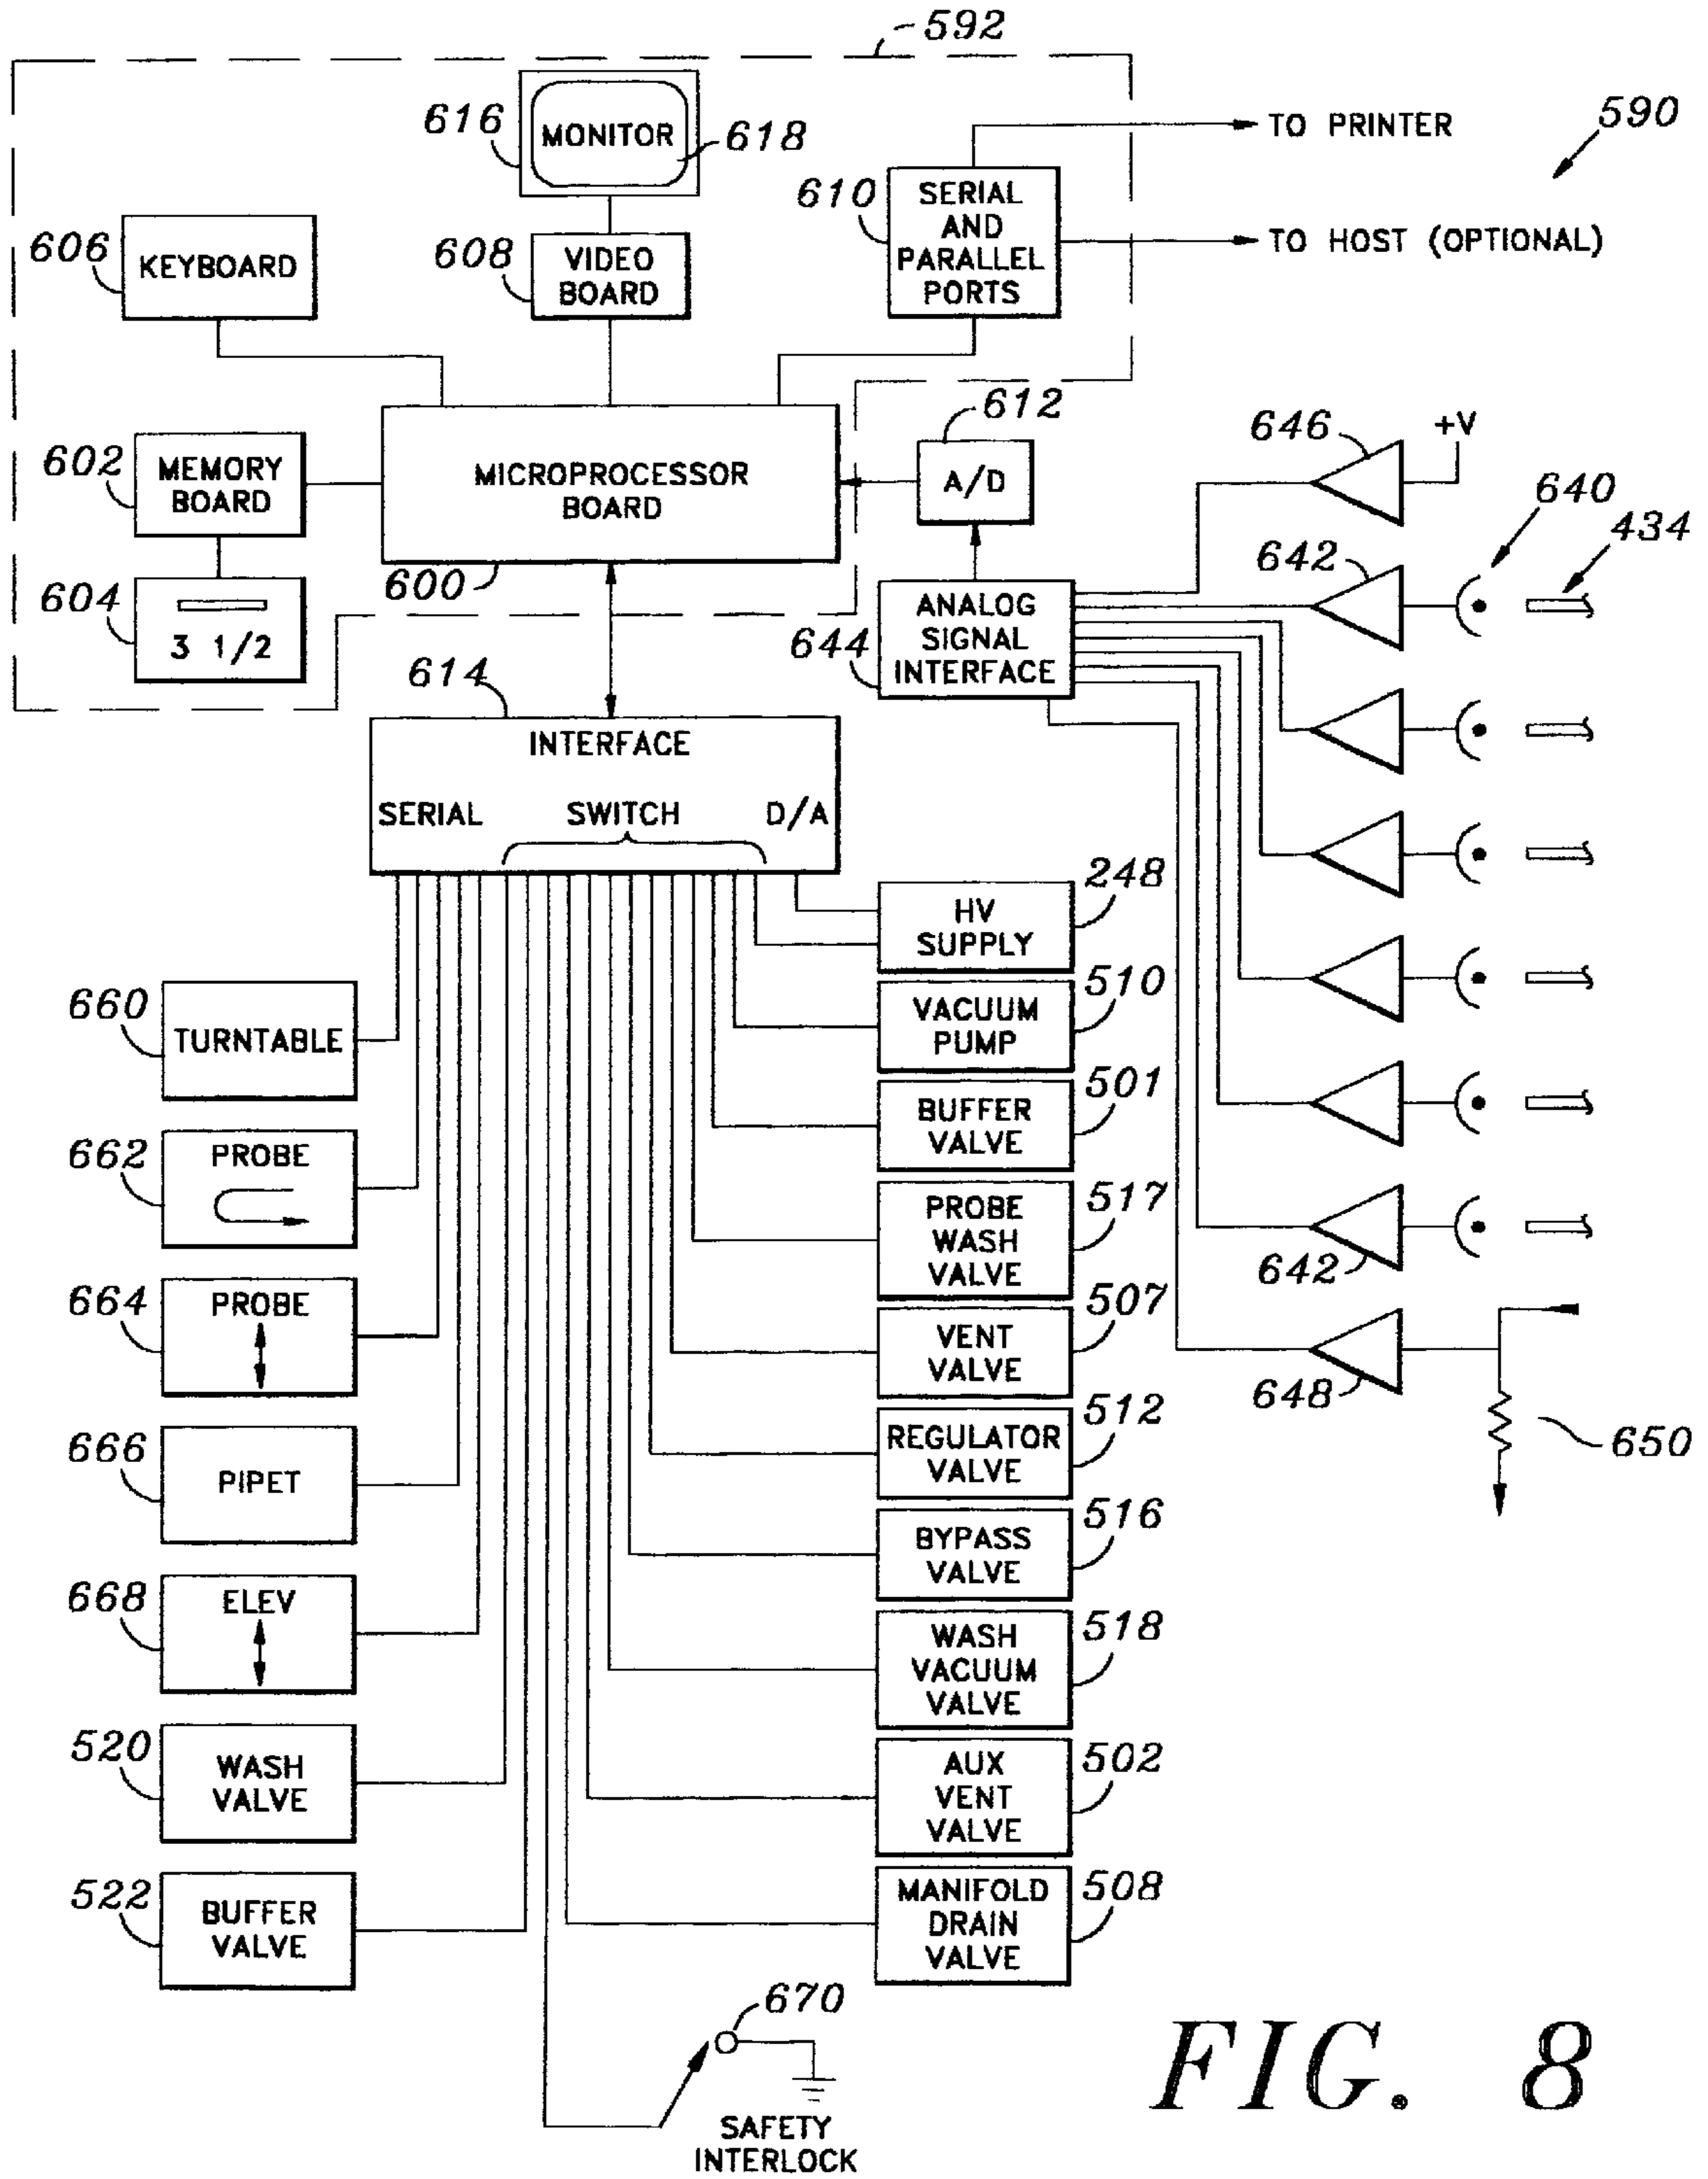 592
616
MONITOR
618
TO PRINTER
590
610
SERIAL
AND
PARALLEL
PORTS
TO HOST (OPTIONAL)
606
KEYBOARD
608
VIDEO
BOARD
602
MEMORY
BOARD
MICROPROCESSOR
BOARD
600
612
A/D
646
+V
640
434
604
3 1/2
642
644
ANALOG
SIGNAL
INTERFACE
614
INTERFACE
SERIAL
SWITCH
D/A
HV
SUPPLY
248
660
TURNTABLE
VACUUM
PUMP
510
BUFFER
VALVE
501
662
PROBE
PROBE
WASH
VALVE
517
642
664
PROBE
VENT
VALVE
507
648
650
666
PIPET
REGULATOR
VALVE
512
BYPASS
VALVE
516
668
ELEV
WASH
VACUUM
VALVE
518
520
WASH
VALVE
AUX
VENT
VALVE
502
522
BUFFER
VALVE
MANIFOLD
DRAIN
VALVE
508
670
SAFETY
INTERLOCK
FIG. 8